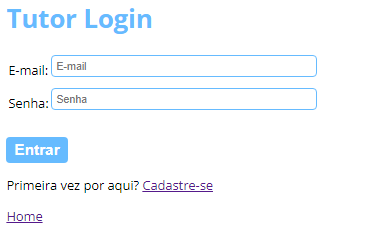 Tutor Login
E-mail: E-mail
Senha: Senha
Entrar
Primeira vez por aqui? Cadastre-se
Home